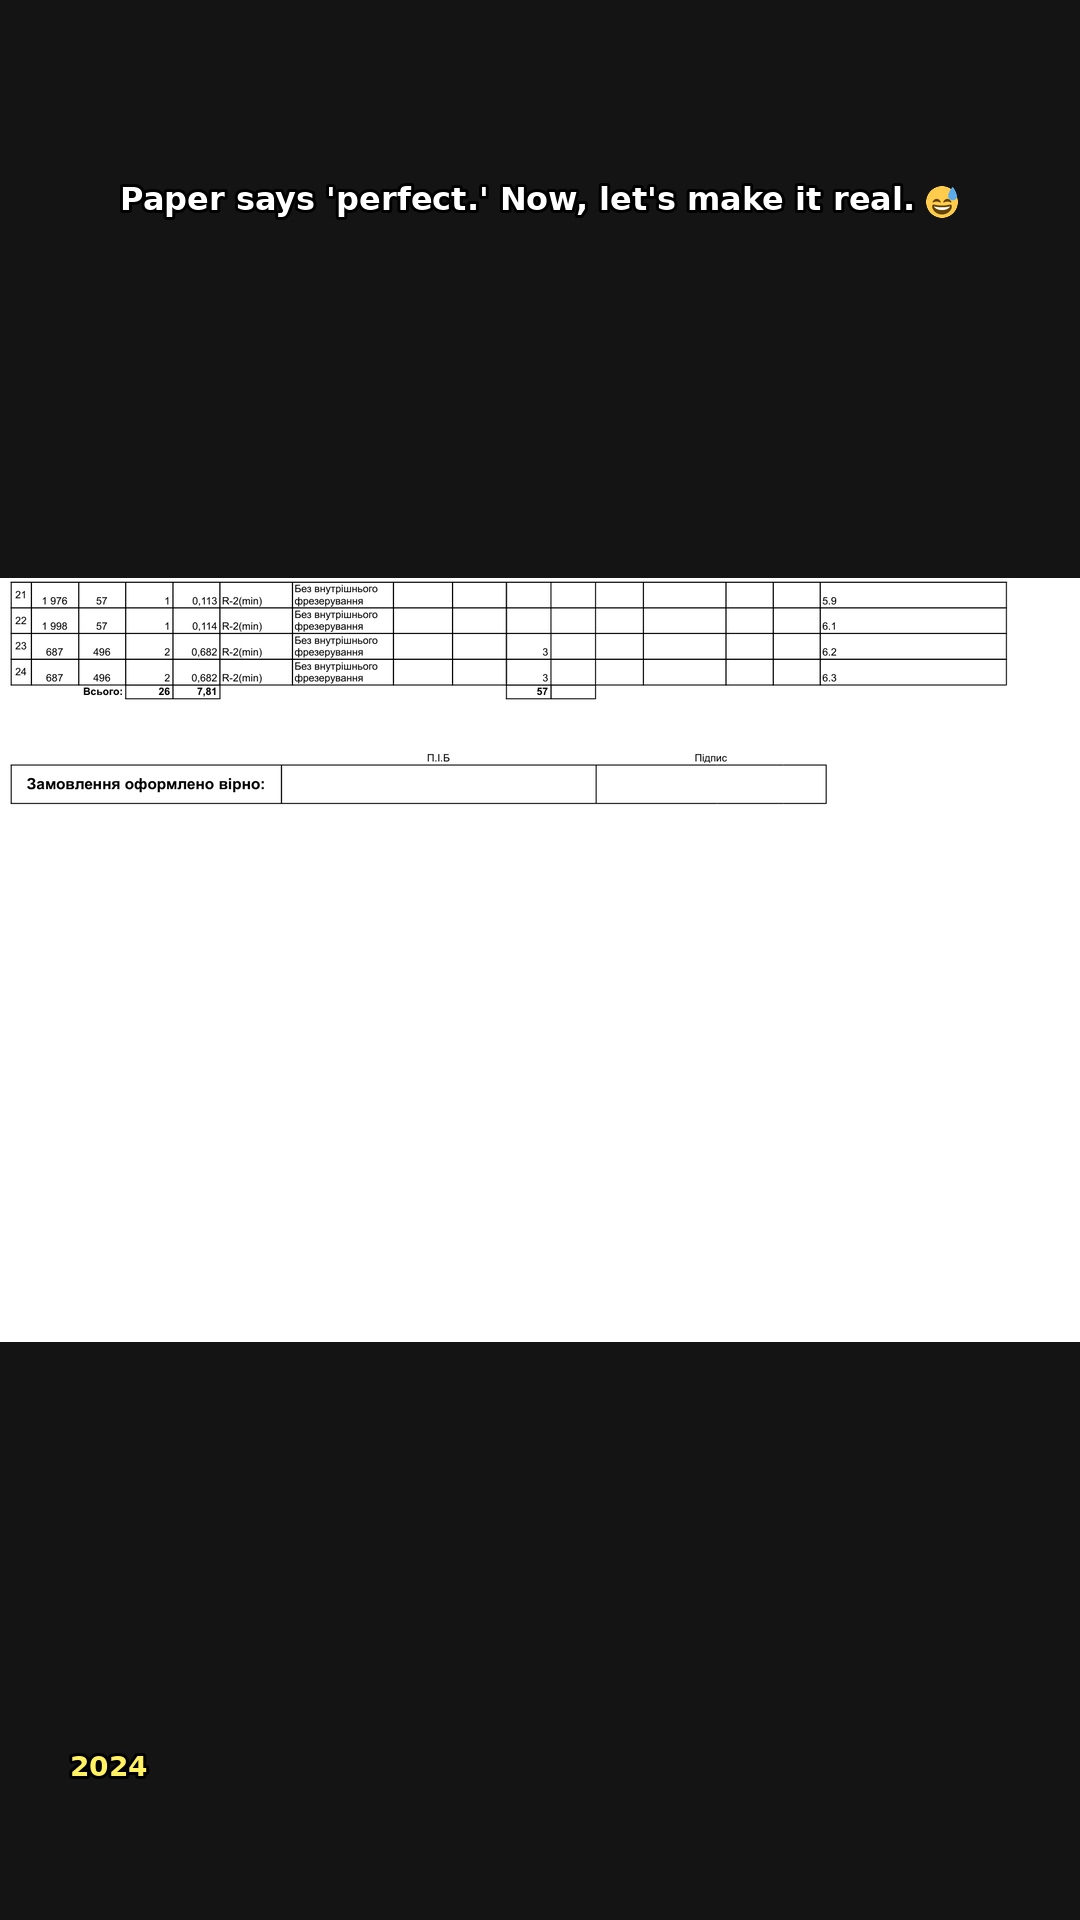 Paper says 'perfect.' Now, let's make it real. 😅
21 1 976 57 1 0,113 R-2(min) Без внутрішнього фрезерування 5.9
22 1 998 57 1 0,114 R-2(min) Без внутрішнього фрезерування 6.1
23 687 496 2 0,682 R-2(min) Без внутрішнього фрезерування 3 6.2
24 687 496 2 0,682 R-2(min) Без внутрішнього фрезерування 3 6.3
Всього: 26 7,81 57
П.І.Б Підпис
Замовлення оформлено вірно:
2024